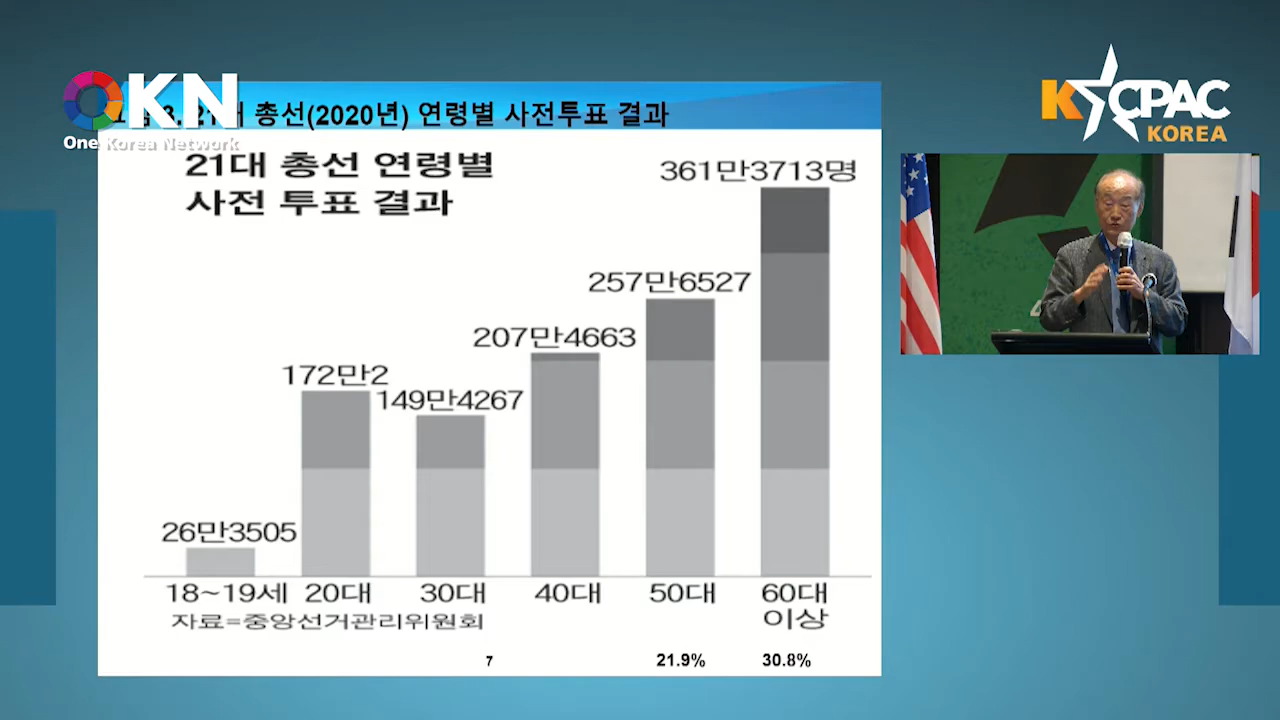 OKN
One Korea Network
3. 21대 총선(2020년) 연령별 사전투표 결과
K CPAC
KOREA
21대 총선 연령별
사전 투표 결과
361만3713명
257만6527
207만4663
172만2
149만4267
26만3505
18~19세 20대 30대 40대 50대 60대
이상
자료=중앙선거관리위원회
7 21.9% 30.8%